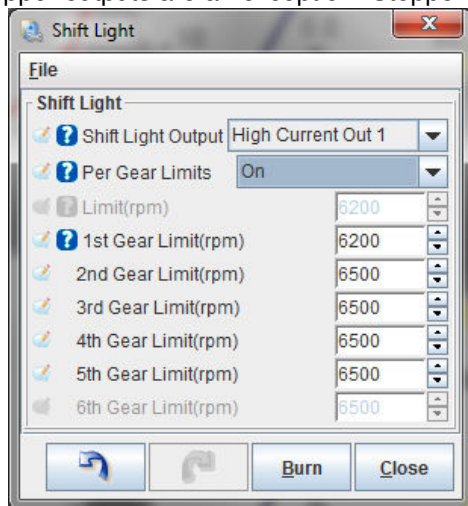 Shift Light
File
Shift Light
Shift Light Output High Current Out 1
Per Gear Limits On
Limit(rpm) 6200
1st Gear Limit(rpm) 6200
2nd Gear Limit(rpm) 6500
3rd Gear Limit(rpm) 6500
4th Gear Limit(rpm) 6500
5th Gear Limit(rpm) 6500
6th Gear Limit(rpm) 6500
Burn Close